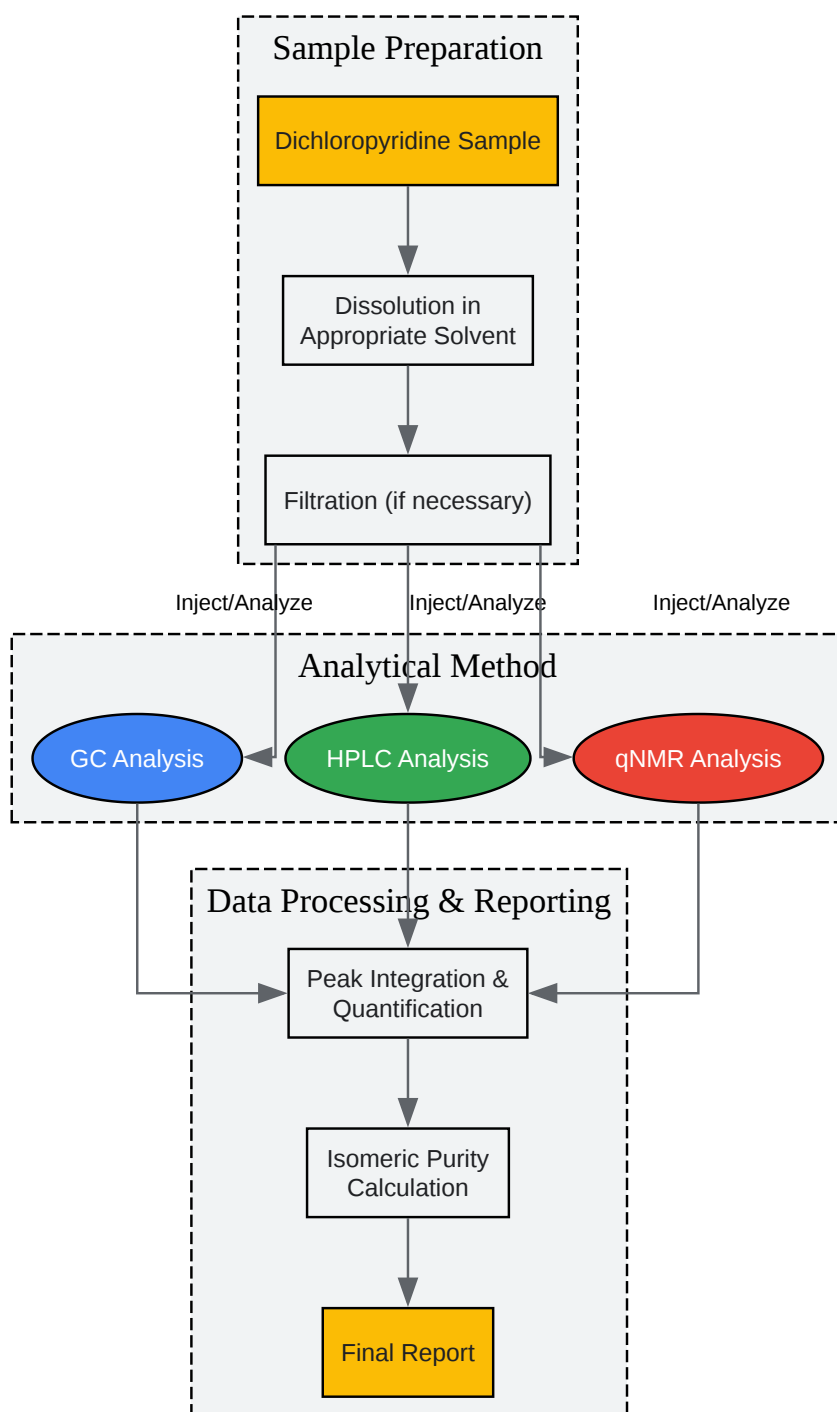 Sample Preparation
Dichloropyridine Sample
Dissolution in
Appropriate Solvent
Filtration (if necessary)
Inject/Analyze
Inject/Analyze
Inject/Analyze
Analytical Method
GC Analysis
HPLC Analysis
qNMR Analysis
Data Processing & Reporting
Peak Integration &
Quantification
Isomeric Purity
Calculation
Final Report